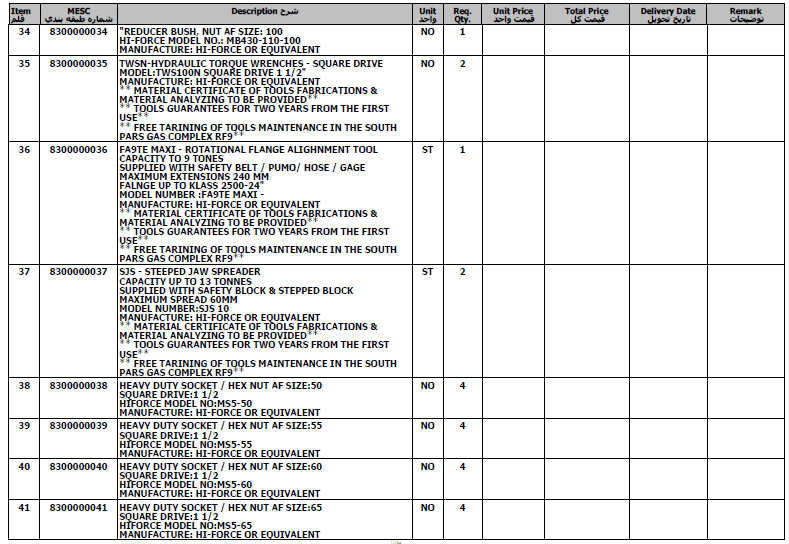 Item MESC Description شرح Unit Req. Unit Price Total Price Delivery Date Remark
قلم شماره طبقه بندي واحد Qty. قيمت واحد قيمت کل تاريخ تحويل توضيحات
34 8300000034 "REDUCER BUSH, NUT AF SIZE: 100 NO 1
HI-FORCE MODEL NO.: MB430-110-100
MANUFACTURE: HI-FORCE OR EQUIVALENT
35 8300000035 TWSN-HYDRAULIC TORQUE WRENCHES - SQUARE DRIVE NO 2
MODEL:TWS100N SQUARE DRIVE 1 1/2"
MANUFACTURE: HI-FORCE OR EQUIVALENT
** MATERIAL CERTIFICATE OF TOOLS FABRICATIONS &
MATERIAL ANALYZING TO BE PROVIDED**
** TOOLS GUARANTEES FOR TWO YEARS FROM THE FIRST
USE**
** FREE TARINING OF TOOLS MAINTENANCE IN THE SOUTH
PARS GAS COMPLEX RF9**
36 8300000036 FA9TE MAXI - ROTATIONAL FLANGE ALIGHNMENT TOOL ST 1
CAPACITY TO 9 TONES
SUPPLIED WITH SAFETY BELT / PUMO/ HOSE / GAGE
MAXIMUM EXTENSIONS 240 MM
FALNGE UP TO KLASS 2500-24"
MODEL NUMBER :FA9TE MAXI -
MANUFACTURE: HI-FORCE OR EQUIVALENT
** MATERIAL CERTIFICATE OF TOOLS FABRICATIONS &
MATERIAL ANALYZING TO BE PROVIDED**
** TOOLS GUARANTEES FOR TWO YEARS FROM THE FIRST
USE**
** FREE TARINING OF TOOLS MAINTENANCE IN THE SOUTH
PARS GAS COMPLEX RF9**
37 8300000037 SJS - STEEPED JAW SPREADER ST 2
CAPACITY UP TO 13 TONNES
SUPPLIED WITH SAFETY BLOCK & STEPPED BLOCK
MAXIMUM SPREAD 60MM
MODEL NUMBER:SJS 10
MANUFACTURE: HI-FORCE OR EQUIVALENT
** MATERIAL CERTIFICATE OF TOOLS FABRICATIONS &
MATERIAL ANALYZING TO BE PROVIDED**
** TOOLS GUARANTEES FOR TWO YEARS FROM THE FIRST
USE**
** FREE TARINING OF TOOLS MAINTENANCE IN THE SOUTH
PARS GAS COMPLEX RF9**
38 8300000038 HEAVY DUTY SOCKET / HEX NUT AF SIZE:50 NO 4
SQUARE DRIVE:1 1/2
HIFORCE MODEL NO:MS5-50
MANUFACTURE: HI-FORCE OR EQUIVALENT
39 8300000039 HEAVY DUTY SOCKET / HEX NUT AF SIZE:55 NO 4
SQUARE DRIVE:1 1/2
HIFORCE MODEL NO:MS5-55
MANUFACTURE: HI-FORCE OR EQUIVALENT
40 8300000040 HEAVY DUTY SOCKET / HEX NUT AF SIZE:60 NO 4
SQUARE DRIVE:1 1/2
HIFORCE MODEL NO:MS5-60
MANUFACTURE: HI-FORCE OR EQUIVALENT
41 8300000041 HEAVY DUTY SOCKET / HEX NUT AF SIZE:65 NO 4
SQUARE DRIVE:1 1/2
HIFORCE MODEL NO:MS5-65
MANUFACTURE: HI-FORCE OR EQUIVALENT